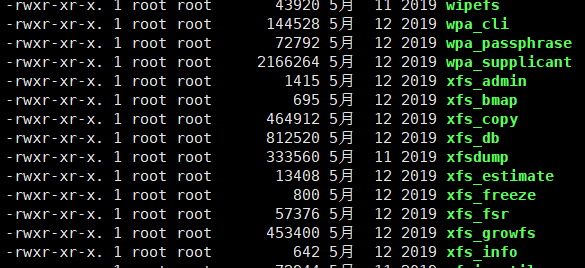 -rwxr-xr-x. 1 root root 43920 5月 11 2019 wipefs
-rwxr-xr-x. 1 root root 144528 5月 12 2019 wpa_cli
-rwxr-xr-x. 1 root root 72792 5月 12 2019 wpa_passphrase
-rwxr-xr-x. 1 root root 2166264 5月 12 2019 wpa_supplicant
-rwxr-xr-x. 1 root root 1415 5月 12 2019 xfs_admin
-rwxr-xr-x. 1 root root 695 5月 12 2019 xfs_bmap
-rwxr-xr-x. 1 root root 464912 5月 12 2019 xfs_copy
-rwxr-xr-x. 1 root root 812520 5月 12 2019 xfs_db
-rwxr-xr-x. 1 root root 333560 5月 11 2019 xfsdump
-rwxr-xr-x. 1 root root 13408 5月 12 2019 xfs_estimate
-rwxr-xr-x. 1 root root 800 5月 12 2019 xfs_freeze
-rwxr-xr-x. 1 root root 57376 5月 12 2019 xfs_fsr
-rwxr-xr-x. 1 root root 453400 5月 12 2019 xfs_growfs
-rwxr-xr-x. 1 root root 642 5月 12 2019 xfs_info